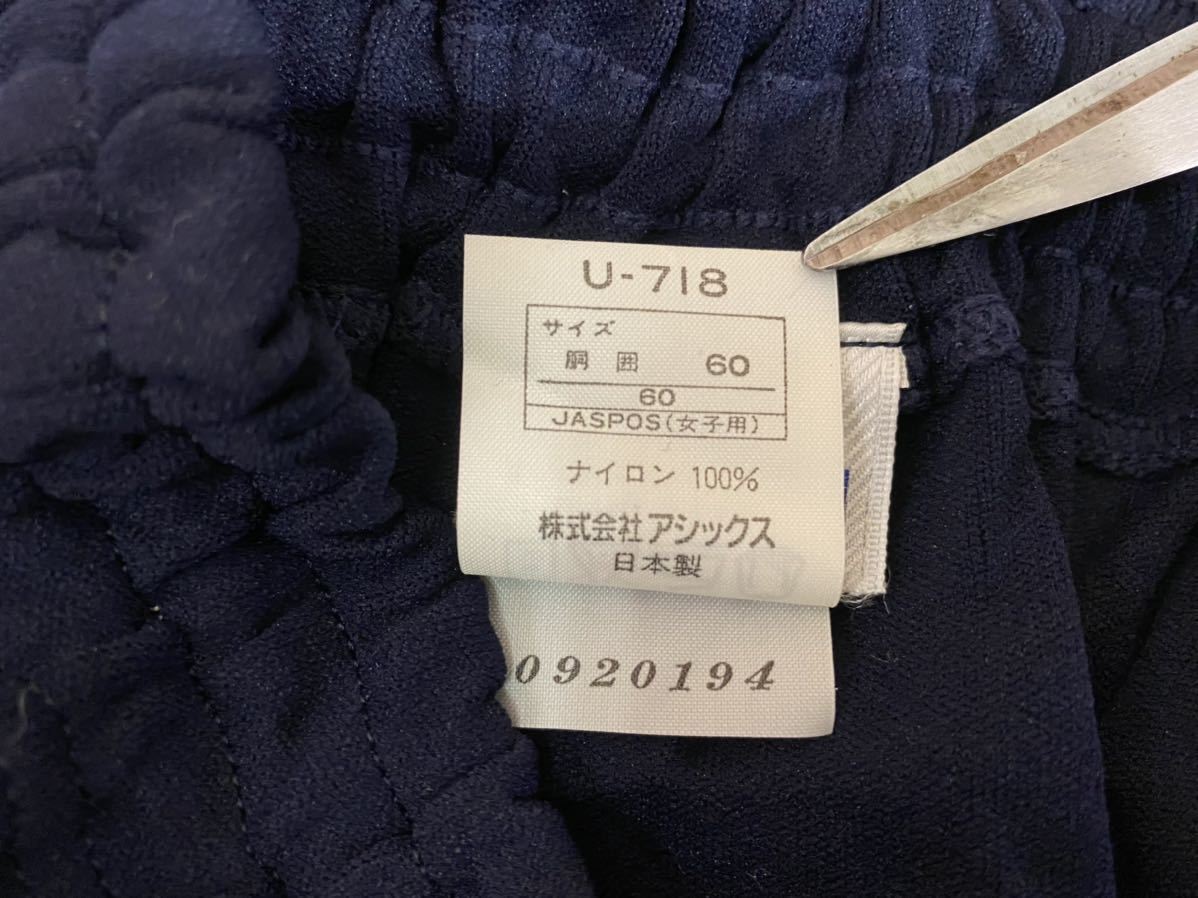 U-718
サイズ
胴囲 60
60
JASPOS(女子用)
ナイロン 100%
株式会社アシックス
日本製
0920194